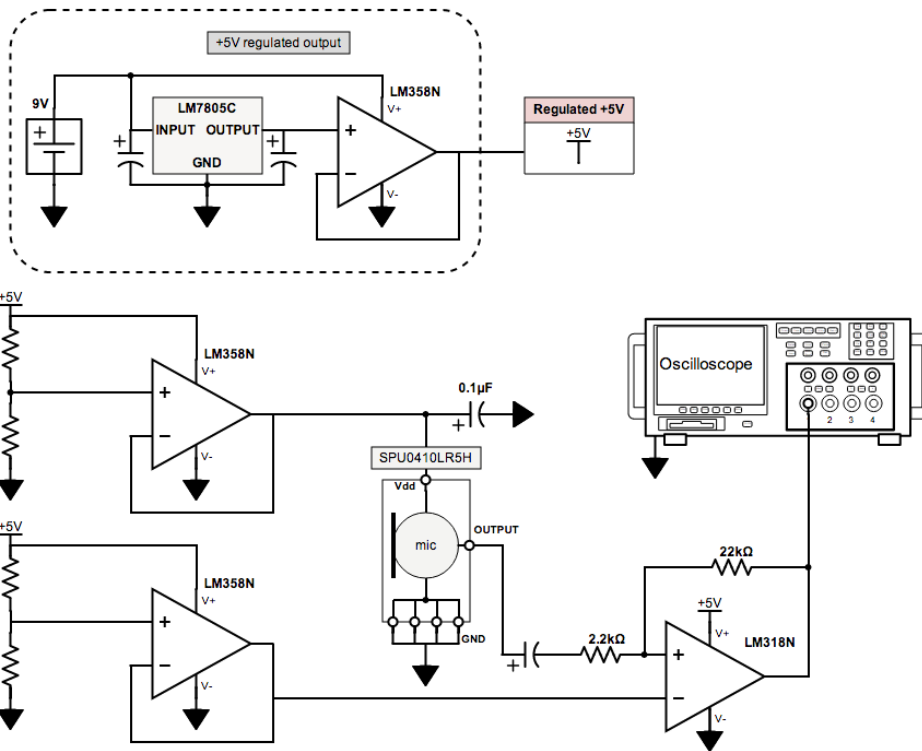 +5V regulated output
9V
+
LM7805C
INPUT OUTPUT
GND
+
+
LM358N
V+
+
−
V-
Regulated +5V
+5V
+5V
LM358N
V+
+
−
V-
0.1µF
+
SPU0410LR5H
Vdd
mic
OUTPUT
GND
Oscilloscope
1 2 3 4
+5V
LM358N
V+
+
−
V-
+
2.2kΩ
22kΩ
+5V
V+
LM318N
+
−
V-